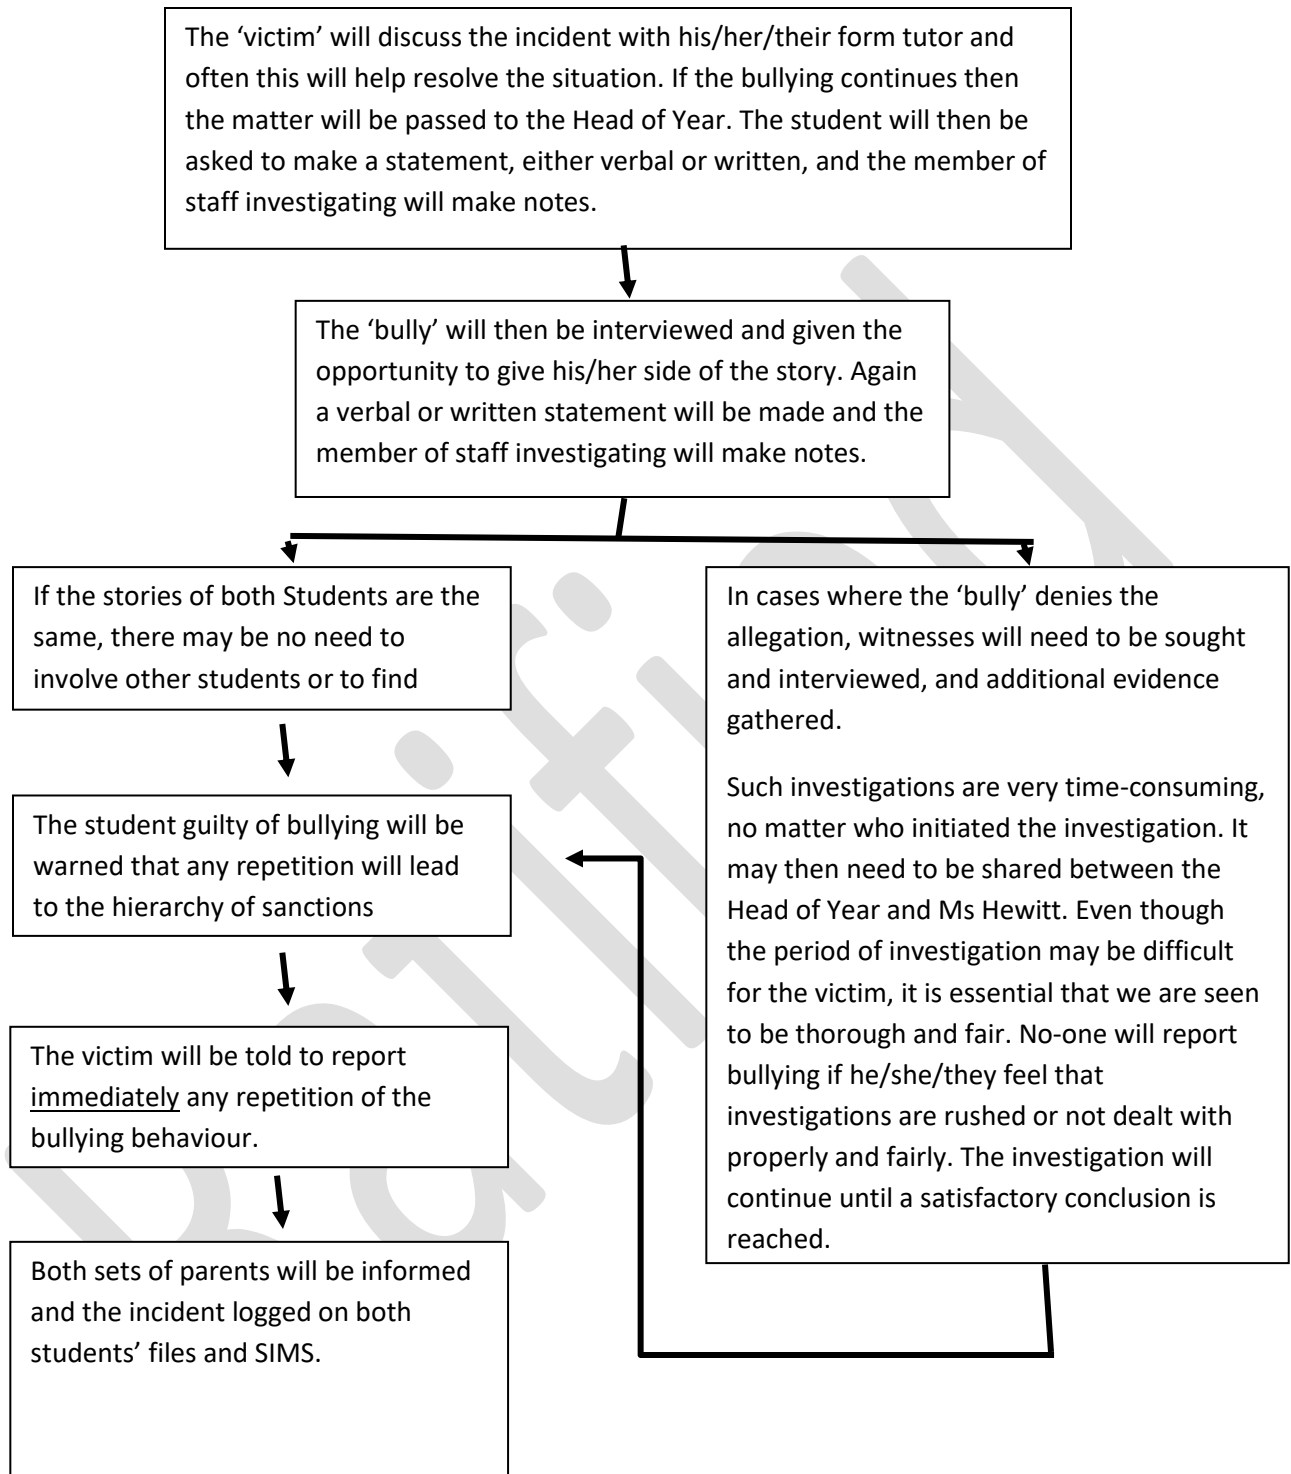 The ‘victim’ will discuss the incident with his/her/their form tutor and
often this will help resolve the situation. If the bullying continues then
the matter will be passed to the Head of Year. The student will then be
asked to make a statement, either verbal or written, and the member of
staff investigating will make notes.
The ‘bully’ will then be interviewed and given the
opportunity to give his/her side of the story. Again
a verbal or written statement will be made and the
member of staff investigating will make notes.
If the stories of both Students are the
same, there may be no need to
involve other students or to find
The student guilty of bullying will be
warned that any repetition will lead
to the hierarchy of sanctions
The victim will be told to report
immediately any repetition of the
bullying behaviour.
Both sets of parents will be informed
and the incident logged on both
students’ files and SIMS.
In cases where the ‘bully’ denies the
allegation, witnesses will need to be sought
and interviewed, and additional evidence
gathered.
Such investigations are very time-consuming,
no matter who initiated the investigation. It
may then need to be shared between the
Head of Year and Ms Hewitt. Even though
the period of investigation may be difficult
for the victim, it is essential that we are seen
to be thorough and fair. No-one will report
bullying if he/she/they feel that
investigations are rushed or not dealt with
properly and fairly. The investigation will
continue until a satisfactory conclusion is
reached.
Ratified